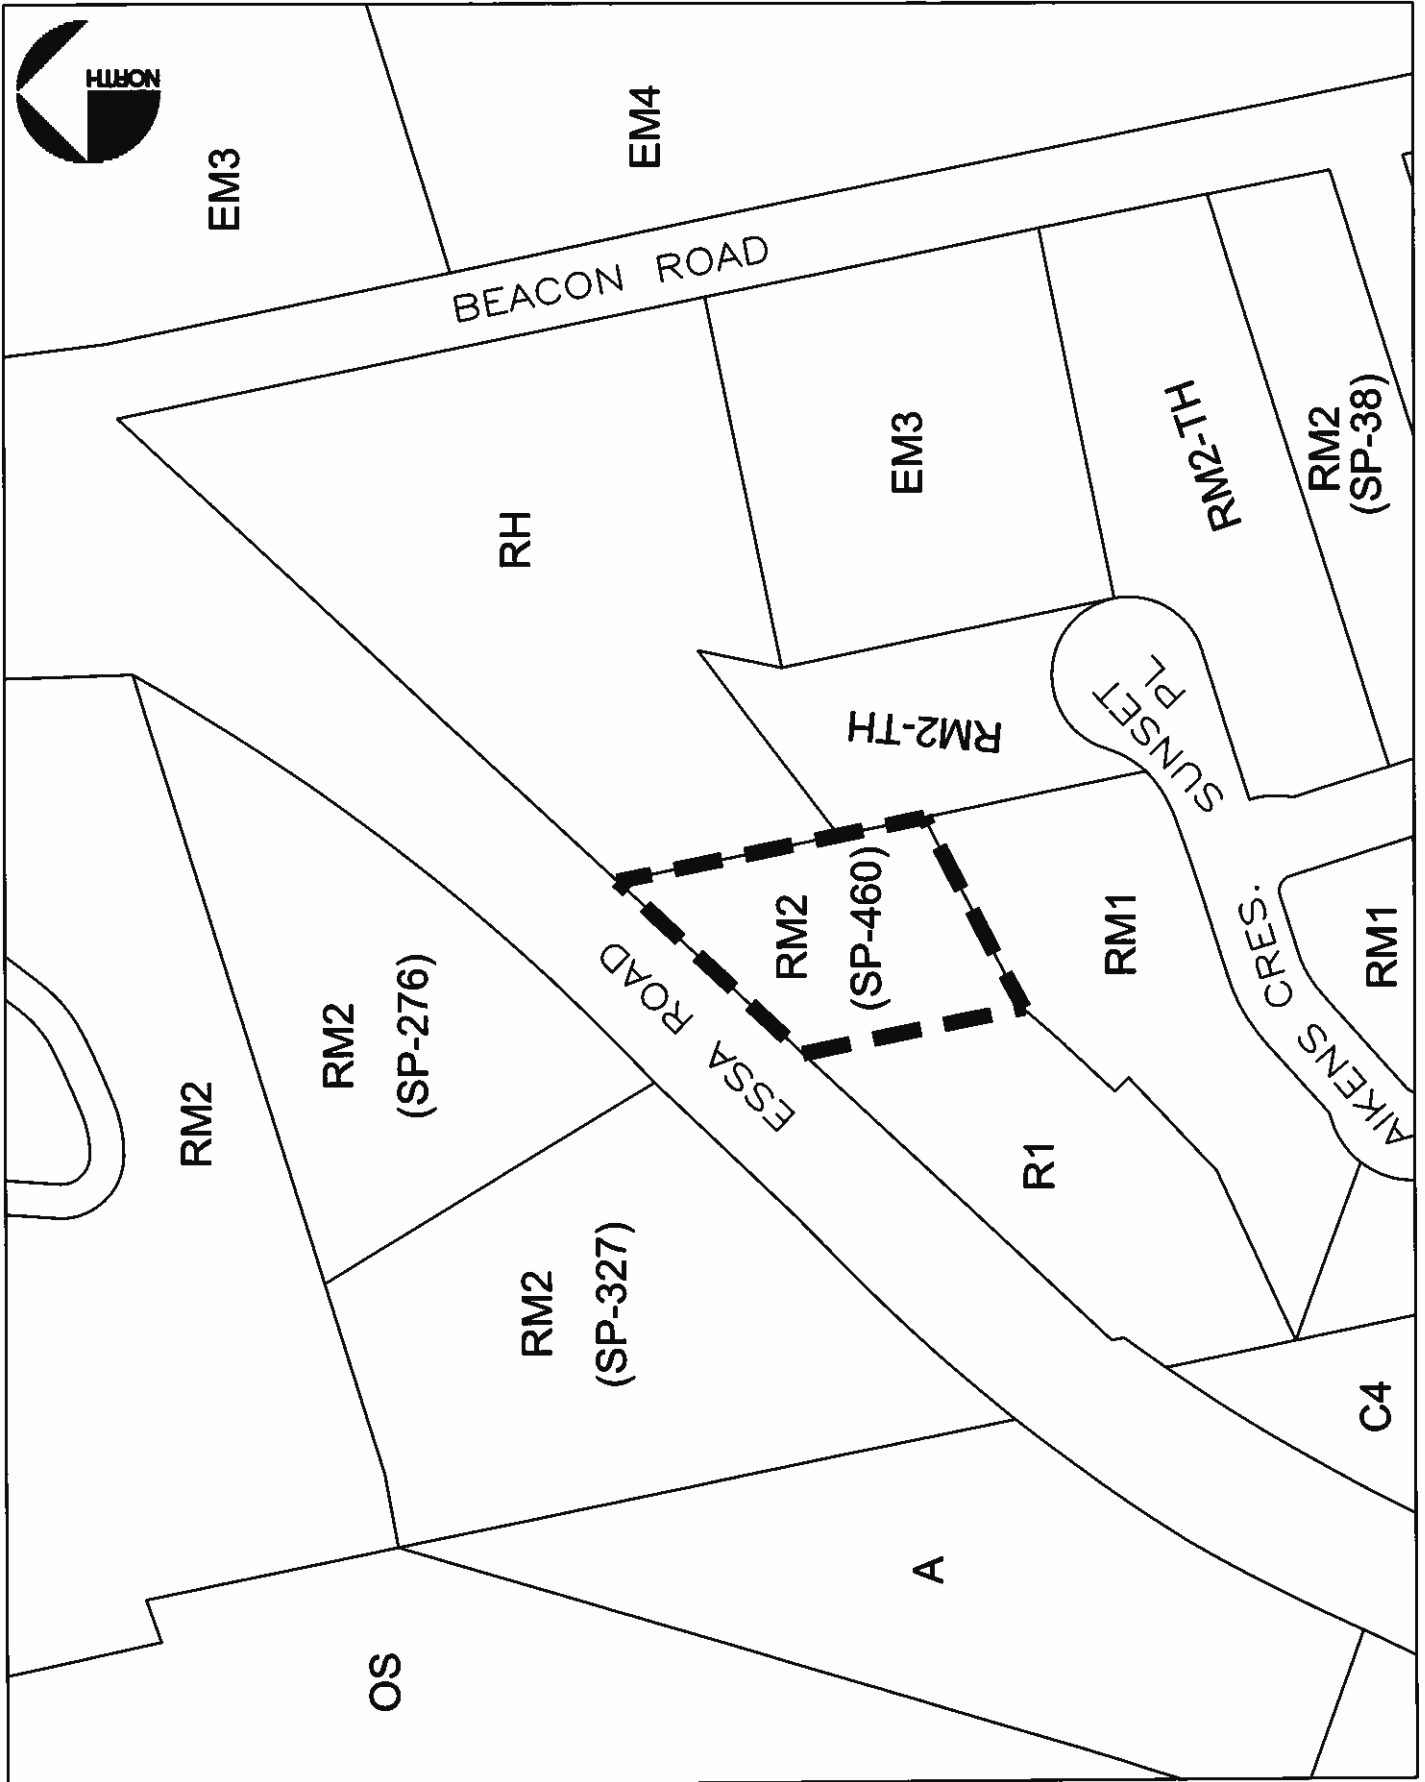 NORTH
EM3
EM4
BEACON ROAD
RH
EM3
RM2-TH
RM2
(SP-38)
RM2-TH
SUNSET
PL
RM2
(SP-276)
RM2
ESSA ROAD
RM2
(SP-460)
RM1
AIKENS CRES.
RM1
R1
RM2
(SP-327)
C4
A
OS